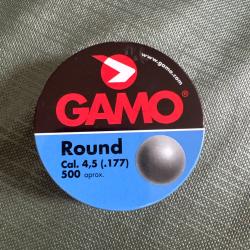 www.gamo.com
GAMO®
Round
Cal. 4,5 (.177)
500 aprox.